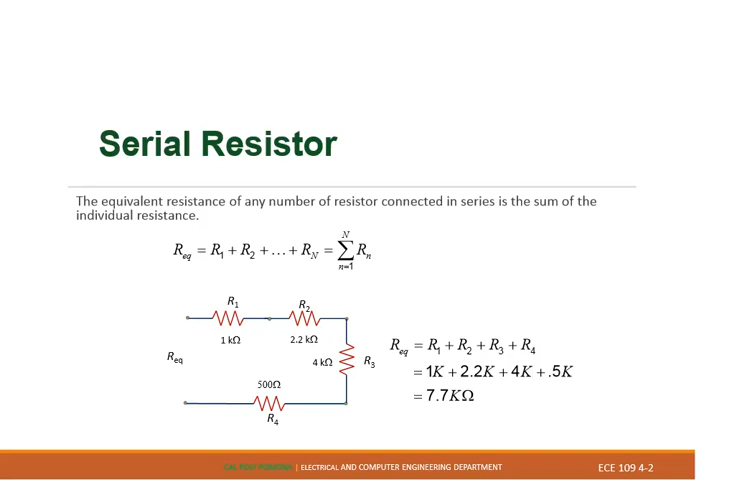 Serial Resistor
The equivalent resistance of any number of resistor connected in series is the sum of the
individual resistance.
R_eq = R_1 + R_2 + … + R_N = ∑_{n=1}^{N} R_n
R_1
R_2
1 kΩ
2.2 kΩ
R_eq
4 kΩ
R_3
500Ω
R_4
R_eq = R_1 + R_2 + R_3 + R_4
= 1K + 2.2K + 4K + .5K
= 7.7KΩ
CAL POLY POMONA | ELECTRICAL AND COMPUTER ENGINEERING DEPARTMENT
ECE 109 4-2